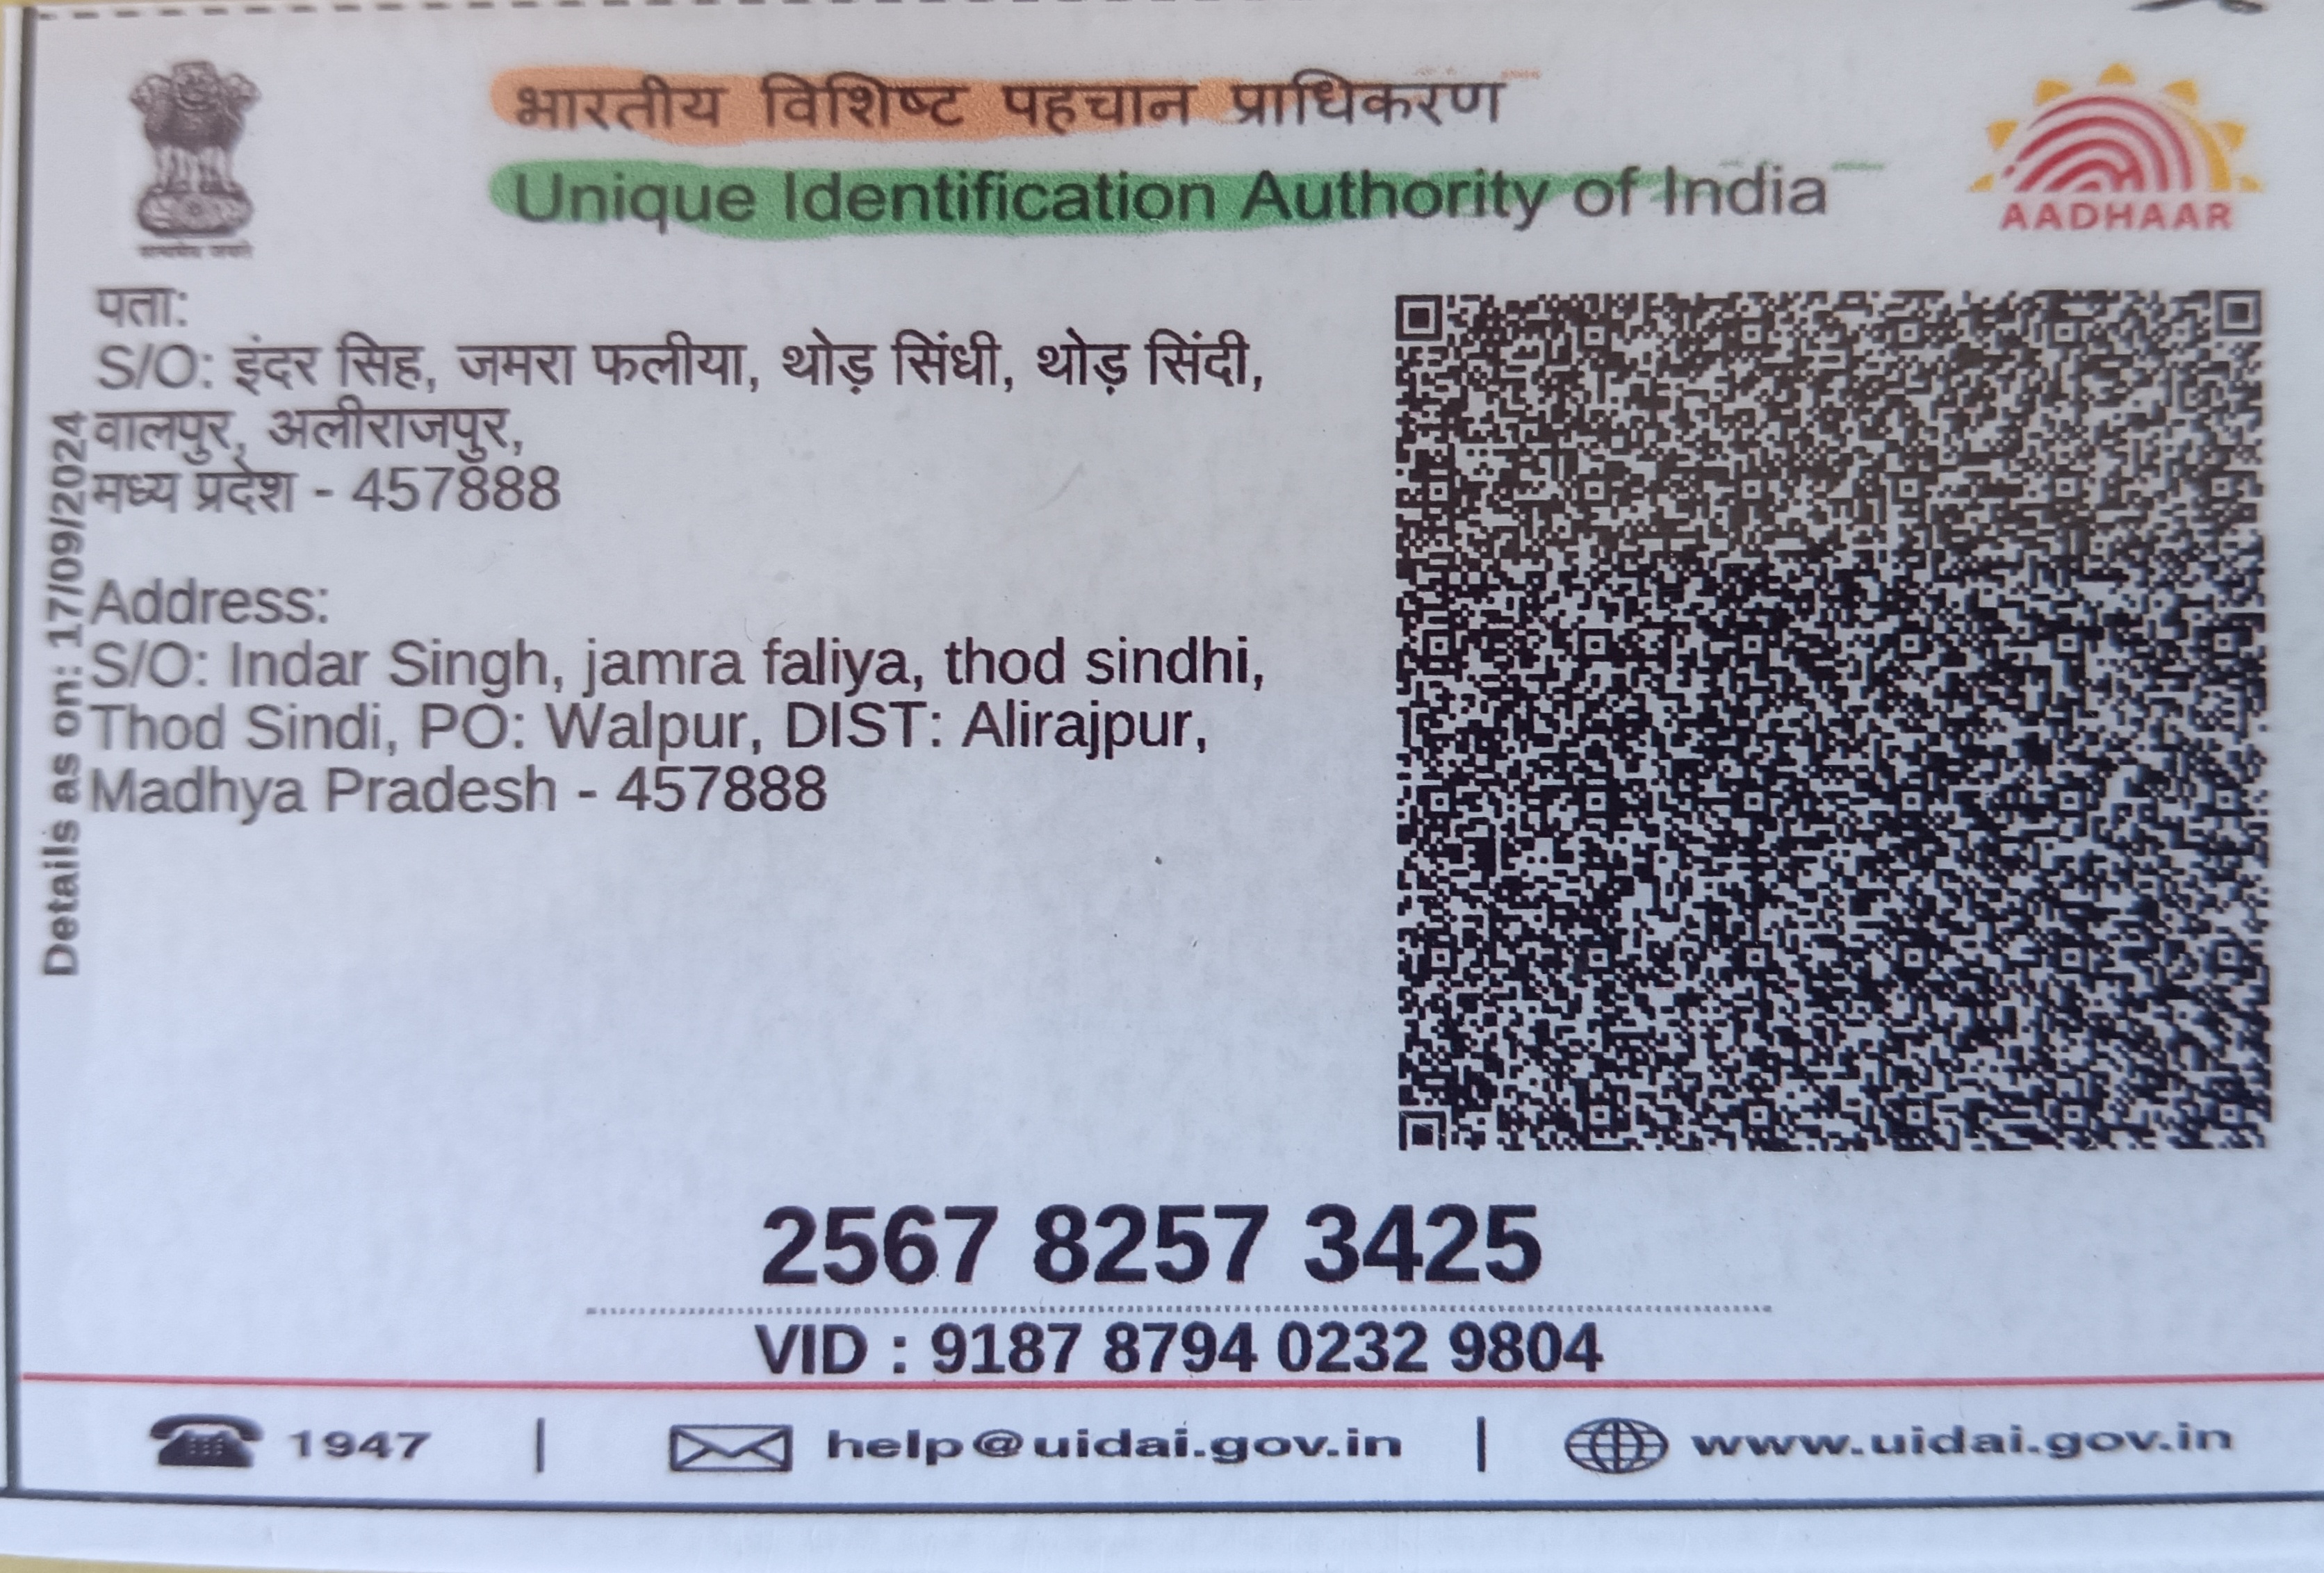 भारतीय विशिष्ट पहचान प्राधिकरण
Unique Identification Authority of India
AADHAAR
पता:
S/O: इंदर सिह, जमरा फलीया, थोड़ सिंधी, थोड़ सिंदी,
वालपुर, अलीराजपुर,
मध्य प्रदेश - 457888
Address:
S/O: Indar Singh, jamra faliya, thod sindhi,
Thod Sindi, PO: Walpur, DIST: Alirajpur,
Madhya Pradesh - 457888
Details as on: 17/09/2024
2567 8257 3425
VID : 9187 8794 0232 9804
1947 | help@uidai.gov.in | www.uidai.gov.in